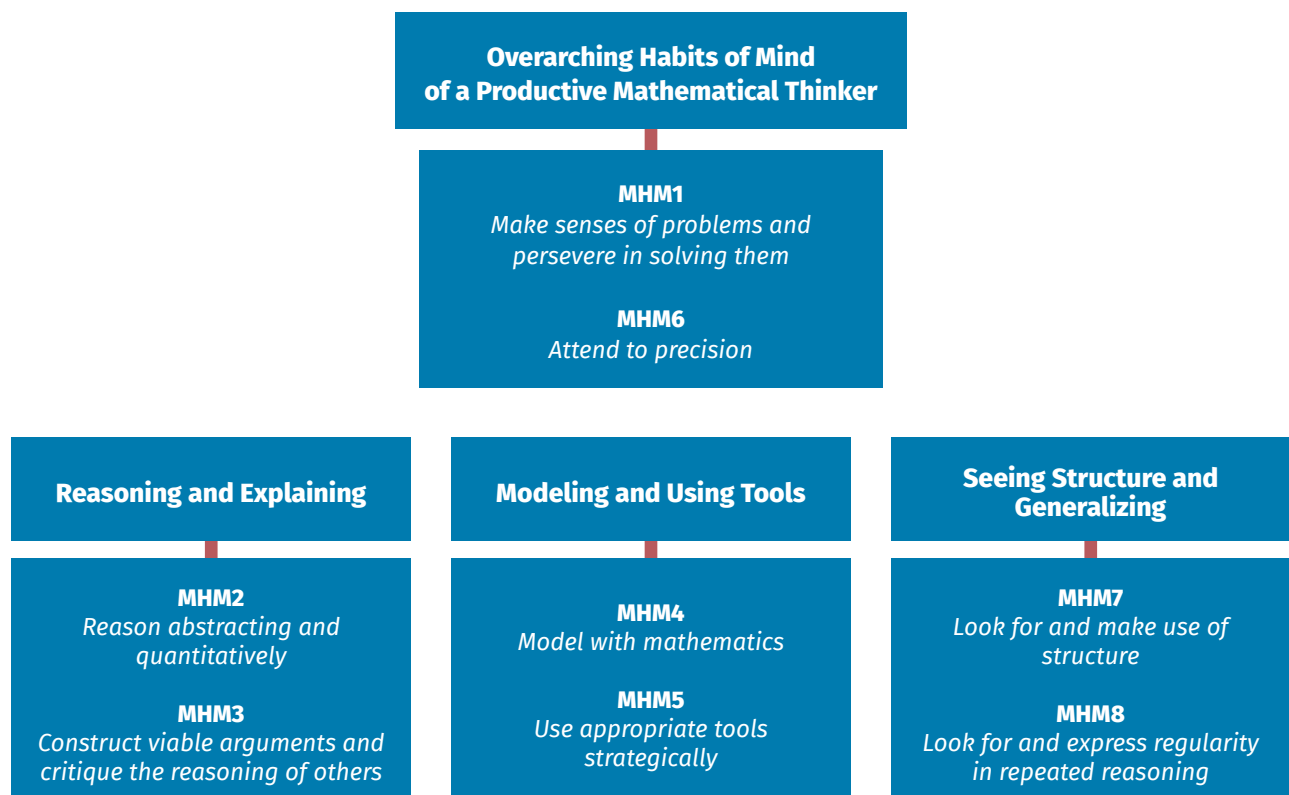 Overarching Habits of Mind
of a Productive Mathematical Thinker
MHM1
Make senses of problems and
persevere in solving them
MHM6
Attend to precision
Reasoning and Explaining
MHM2
Reason abstracting and
quantitatively
MHM3
Construct viable arguments and
critique the reasoning of others
Modeling and Using Tools
MHM4
Model with mathematics
MHM5
Use appropriate tools
strategically
Seeing Structure and
Generalizing
MHM7
Look for and make use of
structure
MHM8
Look for and express regularity
in repeated reasoning